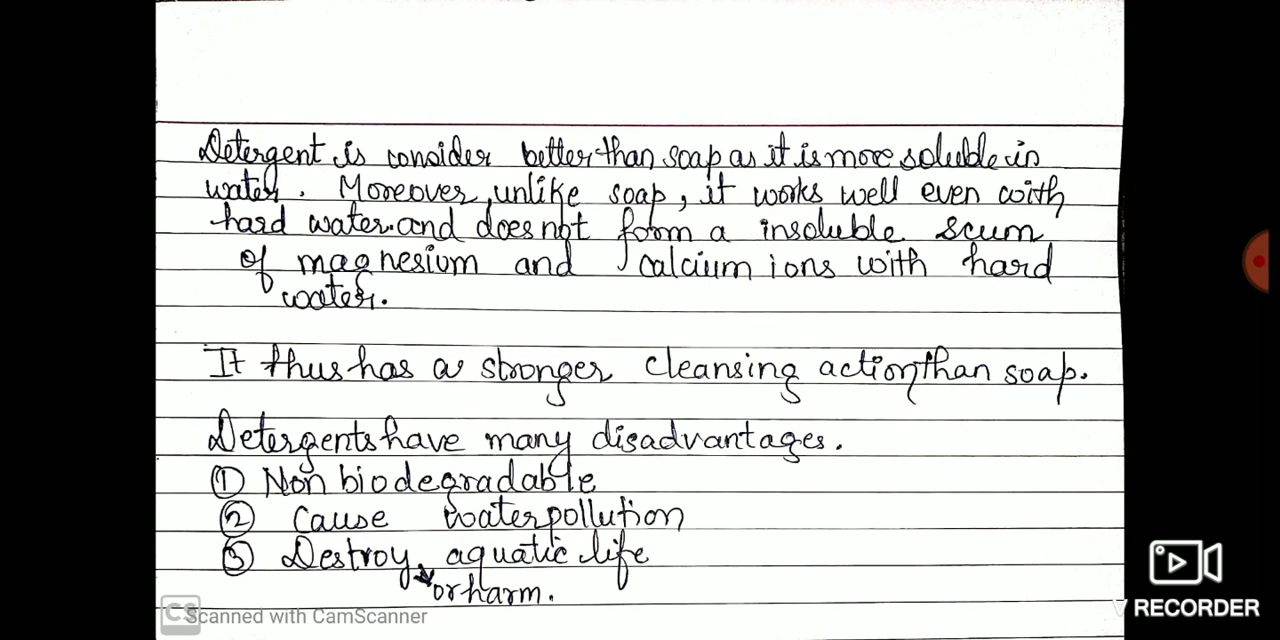 Detergent is consider better than soap as it is more soluble in
water. Moreover, unlike soap, it works well even with
hard water. and does not form a insoluble scum
of magnesium and calcium ions with hard
water.
It thus has a stronger cleansing action than soap.
Detergents have many disadvantages.
① Non biodegradable
② Cause water pollution
③ Destroy aquatic life
or harm.
CS Scanned with CamScanner
V RECORDER